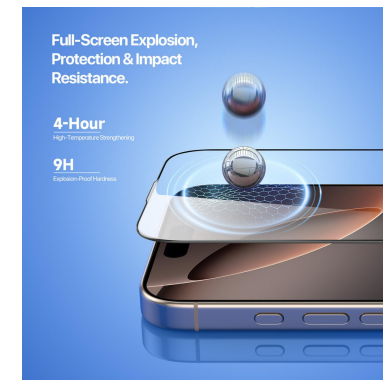 Full-Screen Explosion,
Protection & Impact
Resistance.
4-Hour
High-Temperature Strengthening
9H
Explosion-Proof Hardness